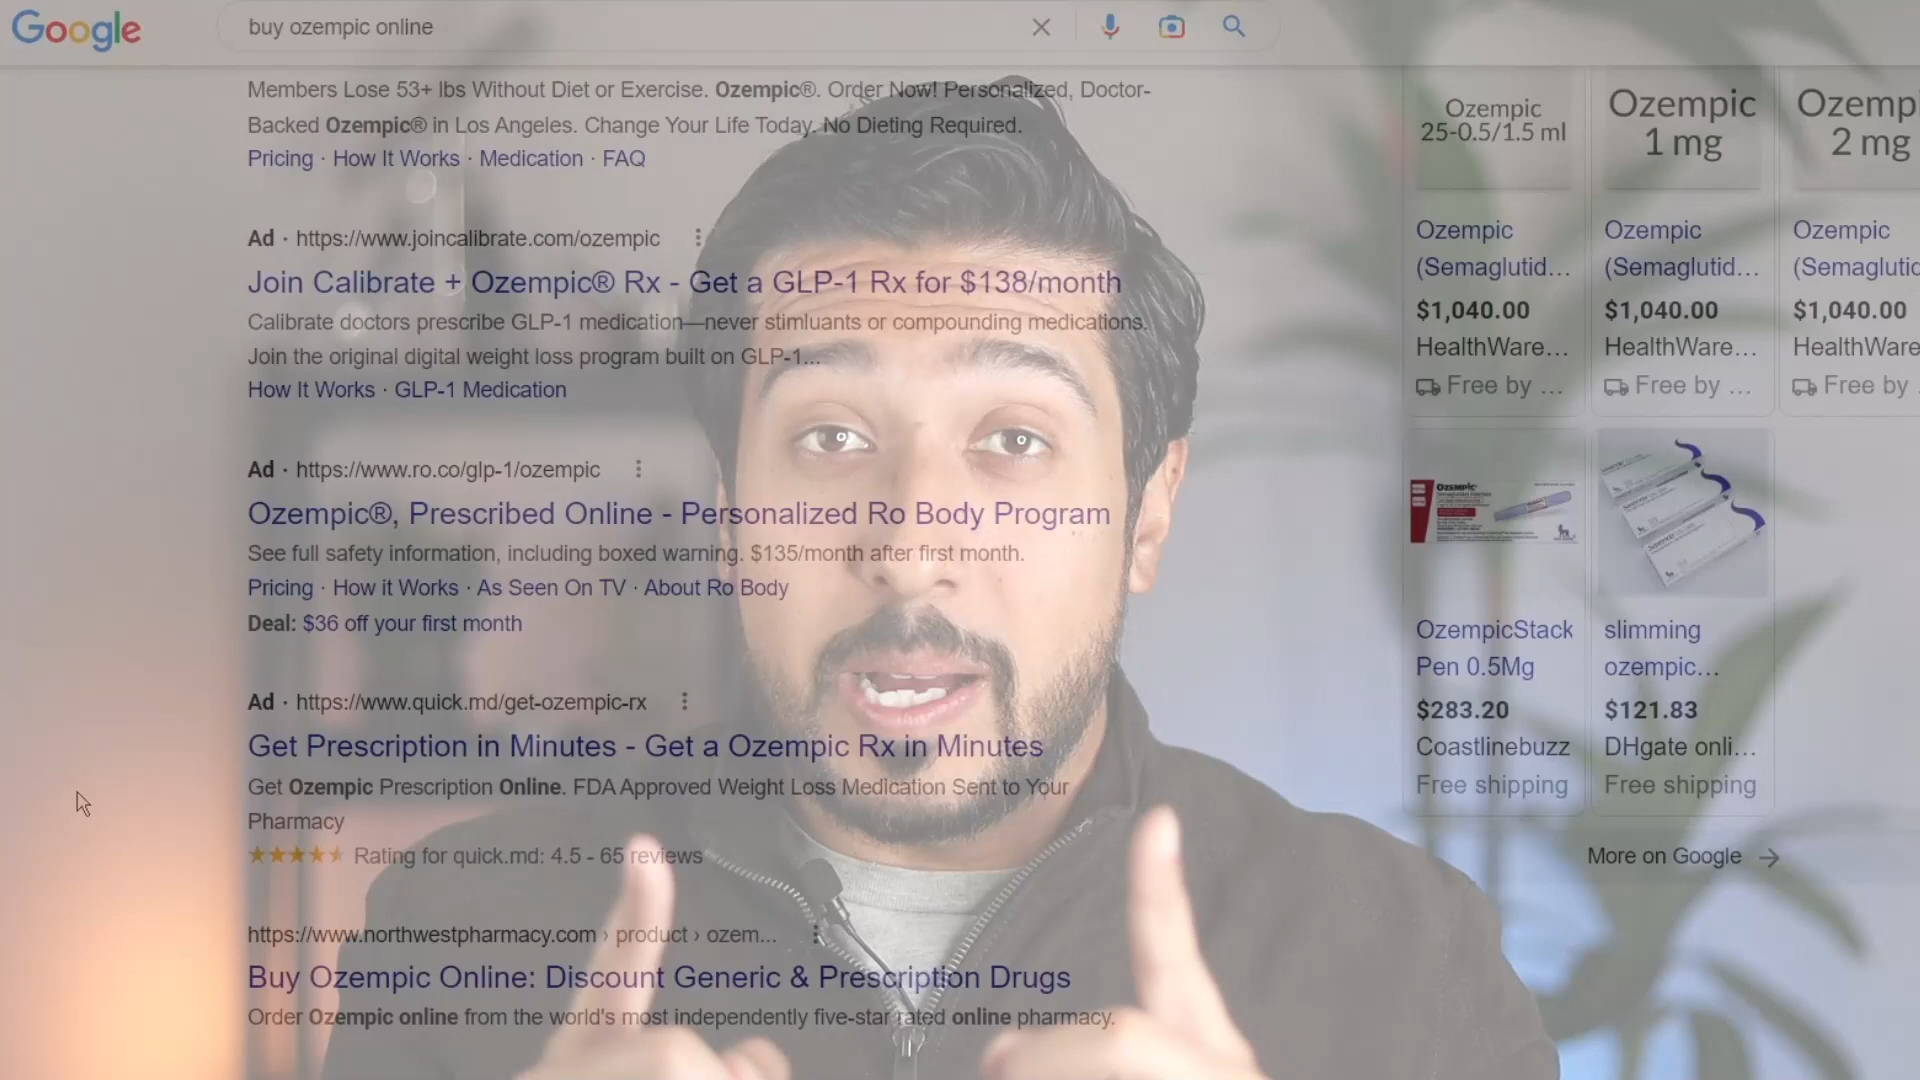 Google
buy ozempic online
Members Lose 53+ lbs Without Diet or Exercise. Ozempic®. Order Now! Personalized, Doctor-
Backed Ozempic® in Los Angeles. Change Your Life Today. No Dieting Required.
Pricing · How It Works · Medication · FAQ
Ad · https://www.joincalibrate.com/ozempic
Join Calibrate + Ozempic® Rx - Get a GLP-1 Rx for $138/month
Calibrate doctors prescribe GLP-1 medication—never stimluants or compounding medications.
Join the original digital weight loss program built on GLP-1...
How It Works · GLP-1 Medication
Ad · https://www.ro.co/glp-1/ozempic
Ozempic®, Prescribed Online - Personalized Ro Body Program
See full safety information, including boxed warning. $135/month after first month.
Pricing · How it Works · As Seen On TV · About Ro Body
Deal: $36 off your first month
Ad · https://www.quick.md/get-ozempic-rx
Get Prescription in Minutes - Get a Ozempic Rx in Minutes
Get Ozempic Prescription Online. FDA Approved Weight Loss Medication Sent to Your
Pharmacy
Rating for quick.md: 4.5 - 65 reviews
https://www.northwestpharmacy.com › product › ozem...
Buy Ozempic Online: Discount Generic & Prescription Drugs
Order Ozempic online from the world's most independently five-star rated online pharmacy.
Ozempic
25-0.5/1.5 ml
Ozempic
(Semaglutid...
$1,040.00
HealthWare...
Free by ...
Ozempic
1 mg
Ozempic
(Semaglutid...
$1,040.00
HealthWare...
Free by ...
Ozemp
2 mg
Ozempic
(Semaglutic
$1,040.00
HealthWare
Free by
OZEMPIC
OzempicStack
Pen 0.5Mg
$283.20
Coastlinebuzz
Free shipping
slimming
ozempic...
$121.83
DHgate onli...
Free shipping
More on Google